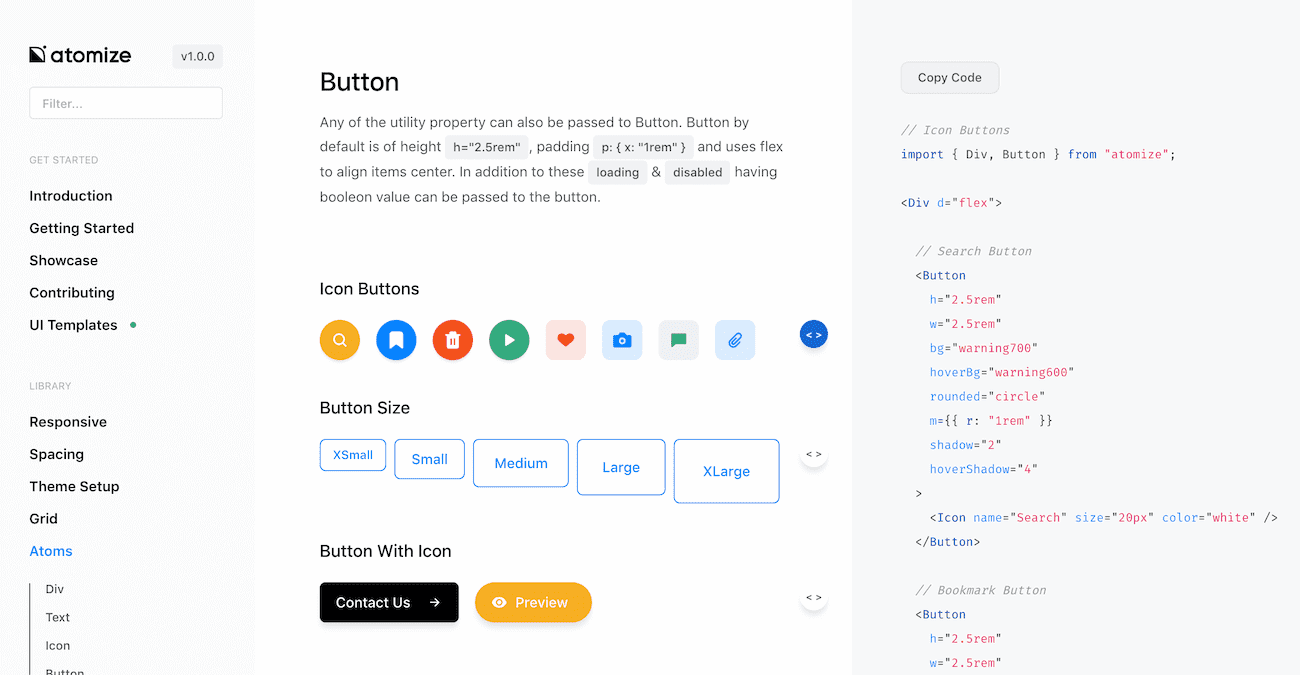 atomize
v1.0.0
Filter...
GET STARTED
Introduction
Getting Started
Showcase
Contributing
UI Templates
LIBRARY
Responsive
Spacing
Theme Setup
Grid
Atoms
Div
Text
Icon
Button
Button
Any of the utility property can also be passed to Button. Button by
default is of height h="2.5rem" , padding p: { x: "1rem" } and uses flex
to align items center. In addition to these loading & disabled having
booleon value can be passed to the button.
Icon Buttons
< >
Button Size
XSmall Small Medium Large XLarge
< >
Button With Icon
Contact Us → Preview
< >
Copy Code
// Icon Buttons
import { Div, Button } from "atomize";
<Div d="flex">
// Search Button
<Button
h="2.5rem"
w="2.5rem"
bg="warning700"
hoverBg="warning600"
rounded="circle"
m={{ r: "1rem" }}
shadow="2"
hoverShadow="4"
>
<Icon name="Search" size="20px" color="white" />
</Button>
// Bookmark Button
<Button
h="2.5rem"
w="2.5rem"